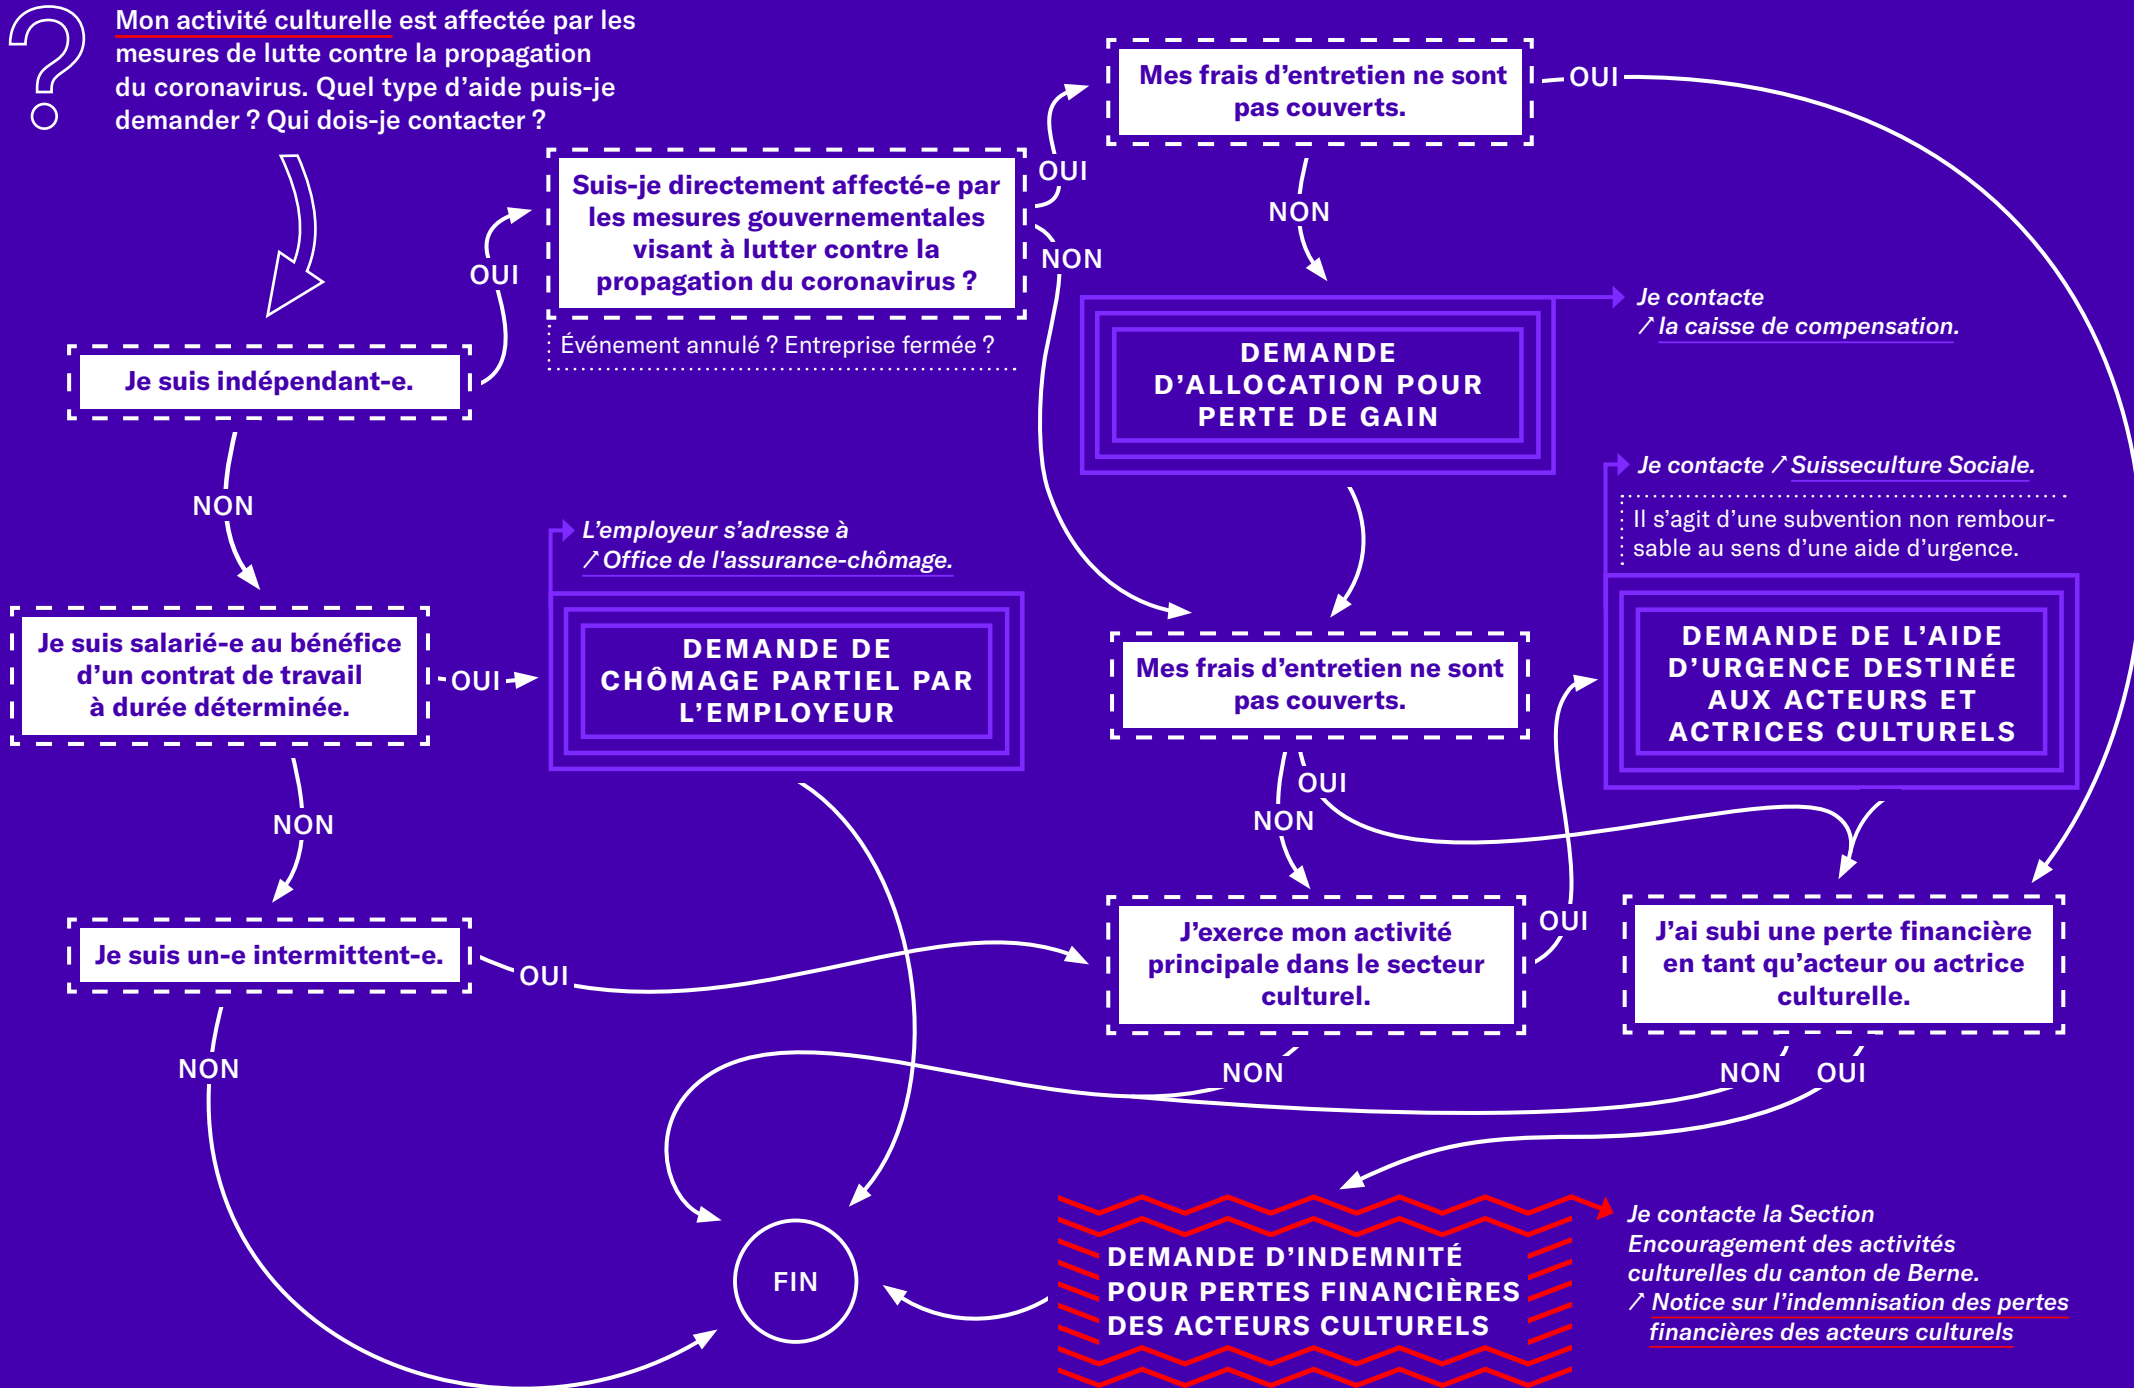 Mon activité culturelle est affectée par les
mesures de lutte contre la propagation
du coronavirus. Quel type d’aide puis-je
demander ? Qui dois-je contacter ?
Je suis indépendant-e.
OUI
NON
Suis-je directement affecté-e par
les mesures gouvernementales
visant à lutter contre la
propagation du coronavirus ?
Événement annulé ? Entreprise fermée ?
OUI
NON
Mes frais d’entretien ne sont
pas couverts.
OUI
NON
DEMANDE
D’ALLOCATION POUR
PERTE DE GAIN
Je contacte
↗ la caisse de compensation.
Je suis salarié-e au bénéfice
d’un contrat de travail
à durée déterminée.
OUI
NON
L’employeur s’adresse à
↗ Office de l'assurance-chômage.
DEMANDE DE
CHÔMAGE PARTIEL PAR
L’EMPLOYEUR
Mes frais d’entretien ne sont
pas couverts.
OUI
NON
Je contacte ↗ Suisseculture Sociale.
Il s’agit d’une subvention non rembour-
sable au sens d’une aide d’urgence.
DEMANDE DE L’AIDE
D’URGENCE DESTINÉE
AUX ACTEURS ET
ACTRICES CULTURELS
Je suis un-e intermittent-e.
OUI
NON
J’exerce mon activité
principale dans le secteur
culturel.
OUI
NON
J’ai subi une perte financière
en tant qu’acteur ou actrice
culturelle.
NON
OUI
FIN
DEMANDE D’INDEMNITÉ
POUR PERTES FINANCIÈRES
DES ACTEURS CULTURELS
Je contacte la Section
Encouragement des activités
culturelles du canton de Berne.
↗ Notice sur l’indemnisation des pertes
financières des acteurs culturels